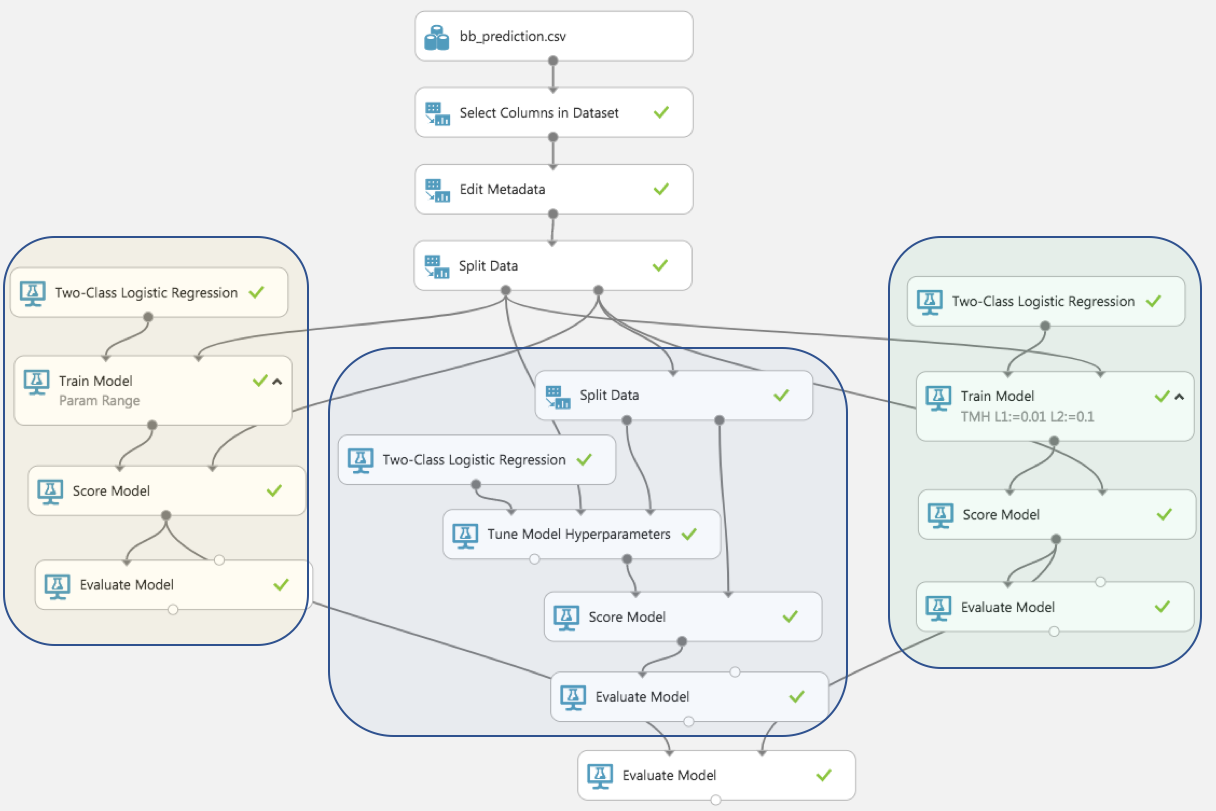 bb_prediction.csv
Select Columns in Dataset
Edit Metadata
Split Data
Two-Class Logistic Regression
Train Model
Param Range
Score Model
Evaluate Model
Split Data
Two-Class Logistic Regression
Tune Model Hyperparameters
Score Model
Evaluate Model
Two-Class Logistic Regression
Train Model
TMH L1:=0.01 L2:=0.1
Score Model
Evaluate Model
Evaluate Model